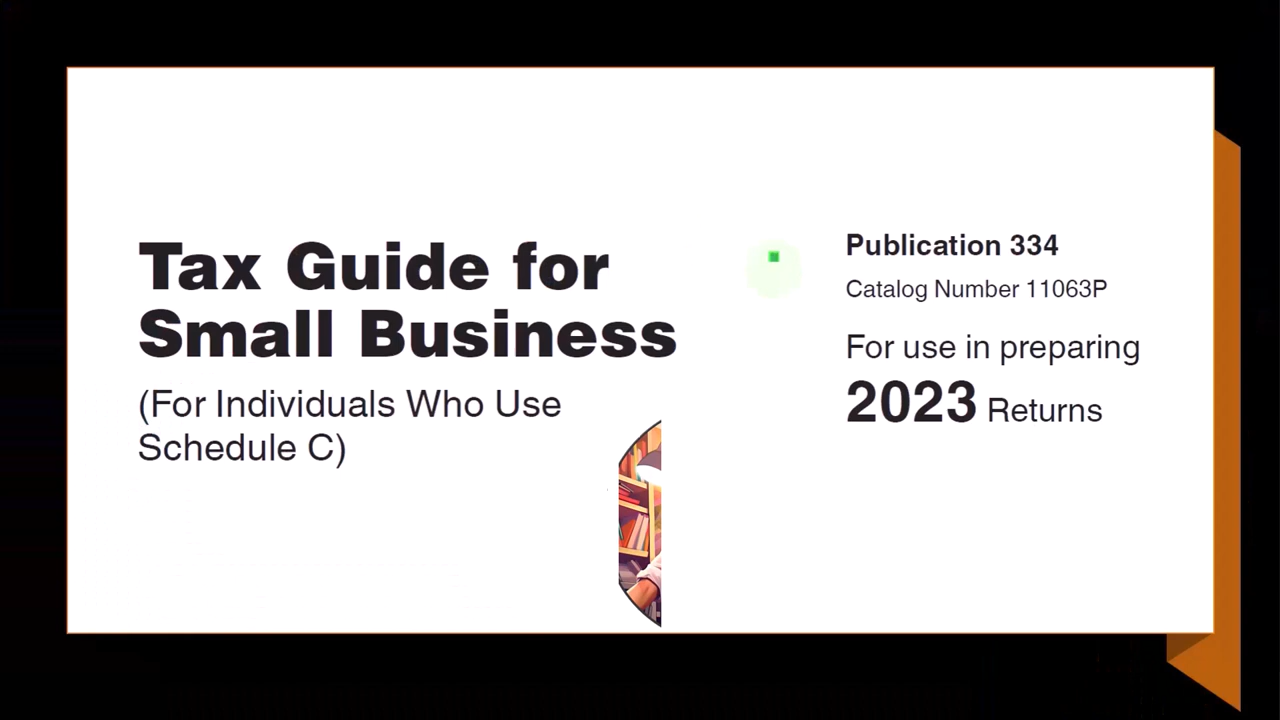 Tax Guide for
Small Business
(For Individuals Who Use
Schedule C)
Publication 334
Catalog Number 11063P
For use in preparing
2023 Returns